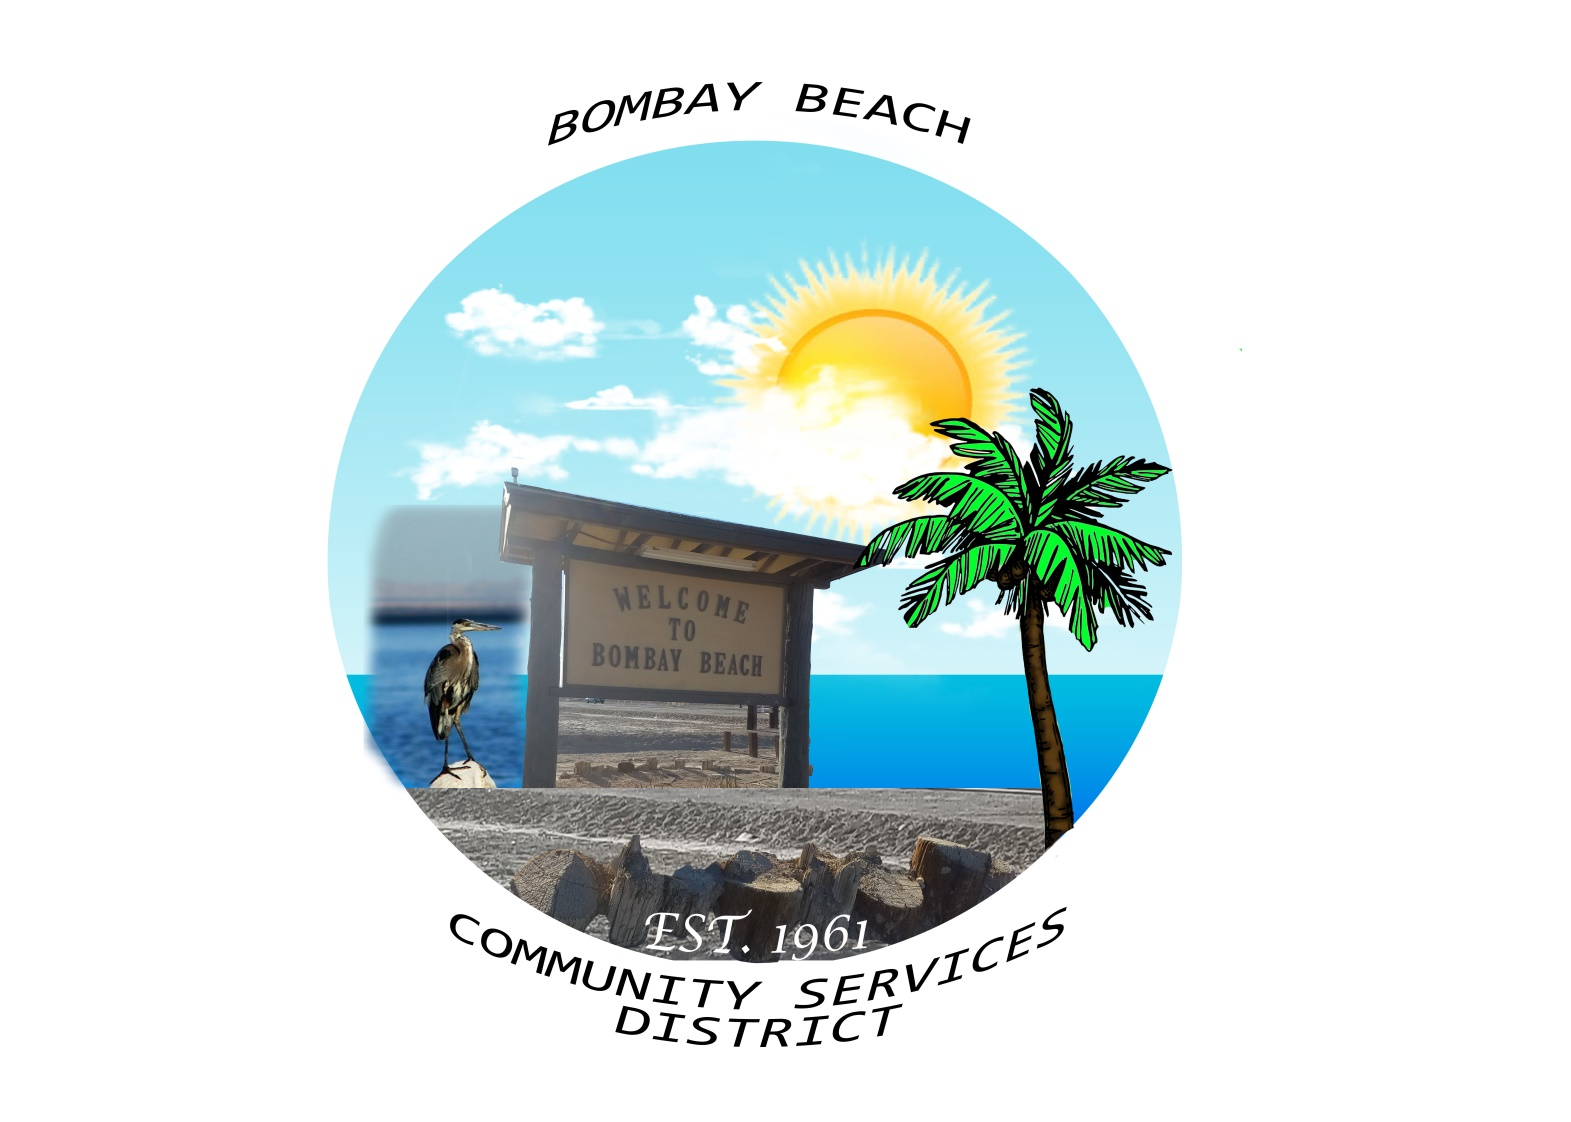 BOMBAY BEACH
WELCOME
TO
BOMBAY BEACH
EST. 1961
COMMUNITY SERVICES
DISTRICT